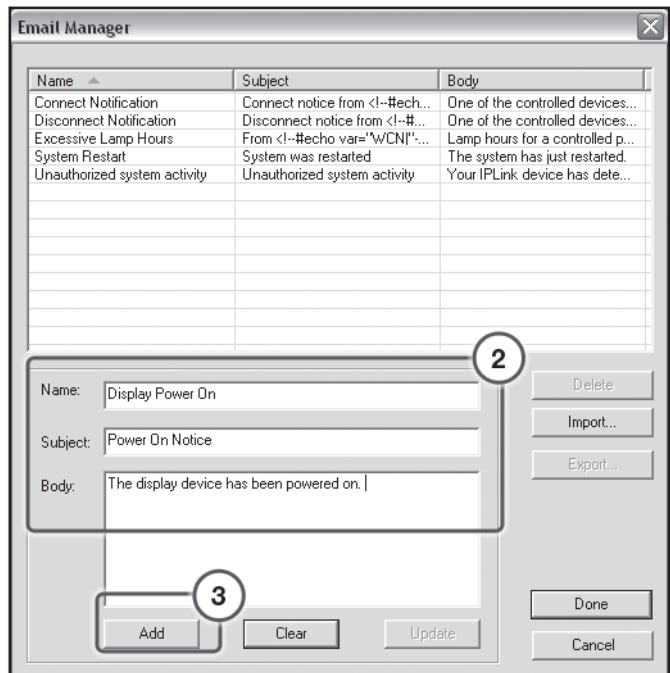 Email Manager
Name Subject Body
Connect Notification Connect notice from <!--#ech... One of the controlled devices...
Disconnect Notification Disconnect notice from <!--#... One of the controlled devices...
Excessive Lamp Hours From <!--#echo var="WCN|"-... Lamp hours for a controlled p...
System Restart System was restarted The system has just restarted.
Unauthorized system activity Unauthorized system activity Your IPLink device has dete...
2
Name: Display Power On
Delete
Subject: Power On Notice
Import...
Export...
Body: The display device has been powered on.
3
Add Clear Update
Done
Cancel